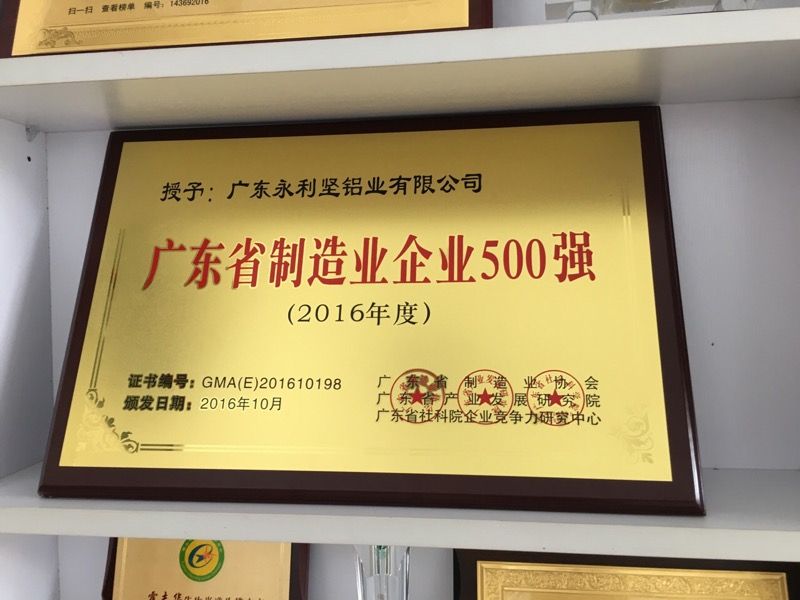 扫一扫 查看榜单 编号：143692016
授予：广东永利坚铝业有限公司
广东省制造业企业500强
(2016年度)
证书编号：GMA(E)201610198
颁发日期：2016年10月
广东省制造业协会
广东省产业发展研究院
广东省社科院企业竞争力研究中心